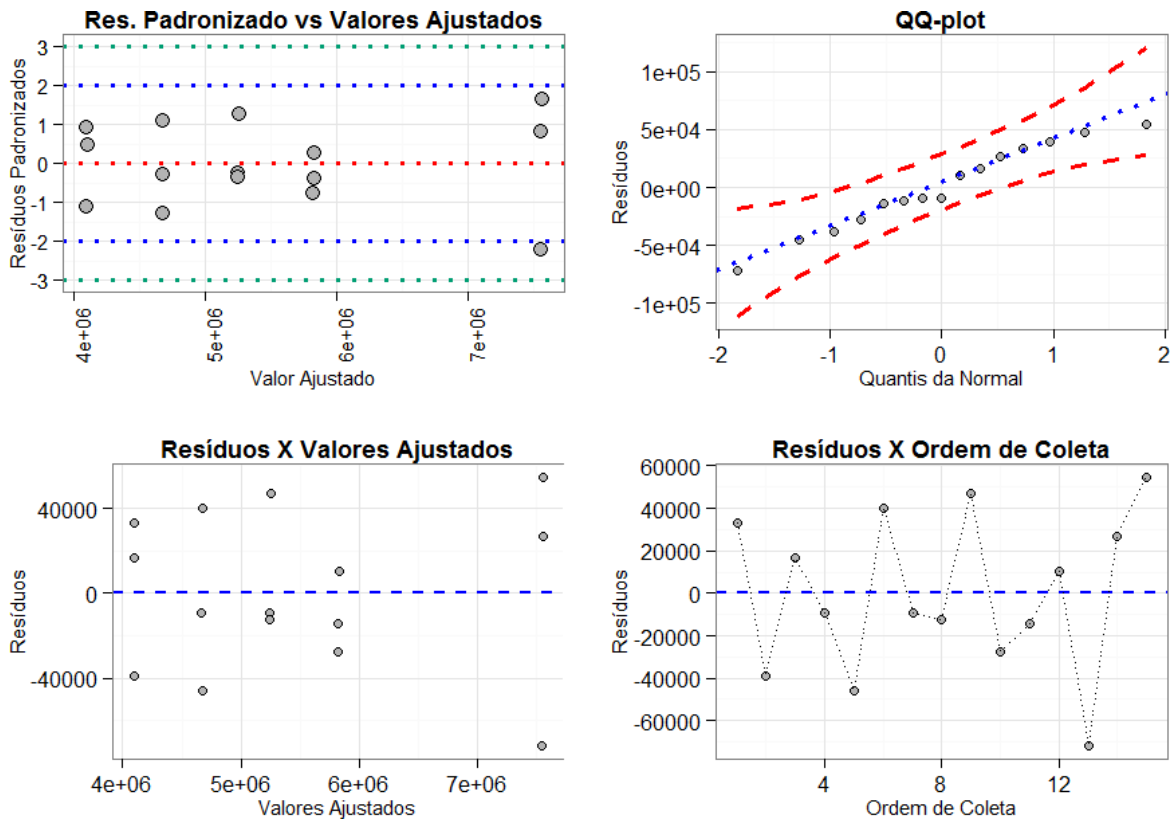 Res. Padronizado vs Valores Ajustados
Resíduos Padronizados
3
2
1
0
-1
-2
-3
4e+06
5e+06
6e+06
7e+06
Valor Ajustado
QQ-plot
Resíduos
1e+05
5e+04
0e+00
-5e+04
-1e+05
-2
-1
0
1
2
Quantis da Normal
Resíduos X Valores Ajustados
Resíduos
40000
0
-40000
4e+06
5e+06
6e+06
7e+06
Valores Ajustados
Resíduos X Ordem de Coleta
Resíduos
60000
40000
20000
0
-20000
-40000
-60000
4
8
12
Ordem de Coleta